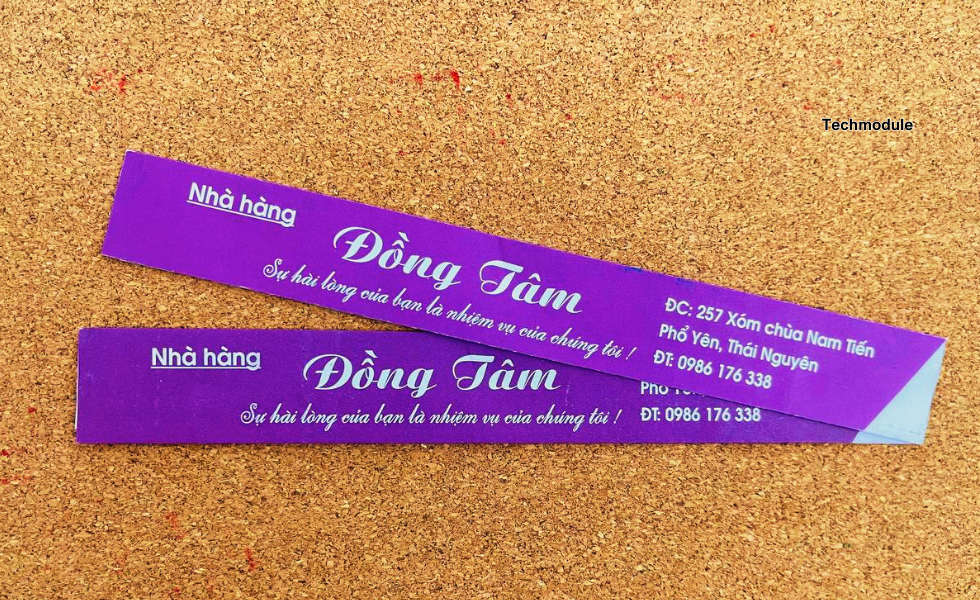 Techmodule
Nhà hàng
Đồng Tâm
Sự hài lòng của bạn là nhiệm vụ của chúng tôi !
ĐC: 257 Xóm chùa Nam Tiến
Phổ Yên, Thái Nguyên
ĐT: 0986 176 338
Nhà hàng
Đồng Tâm
Sự hài lòng của bạn là nhiệm vụ của chúng tôi !
ĐT: 0986 176 338